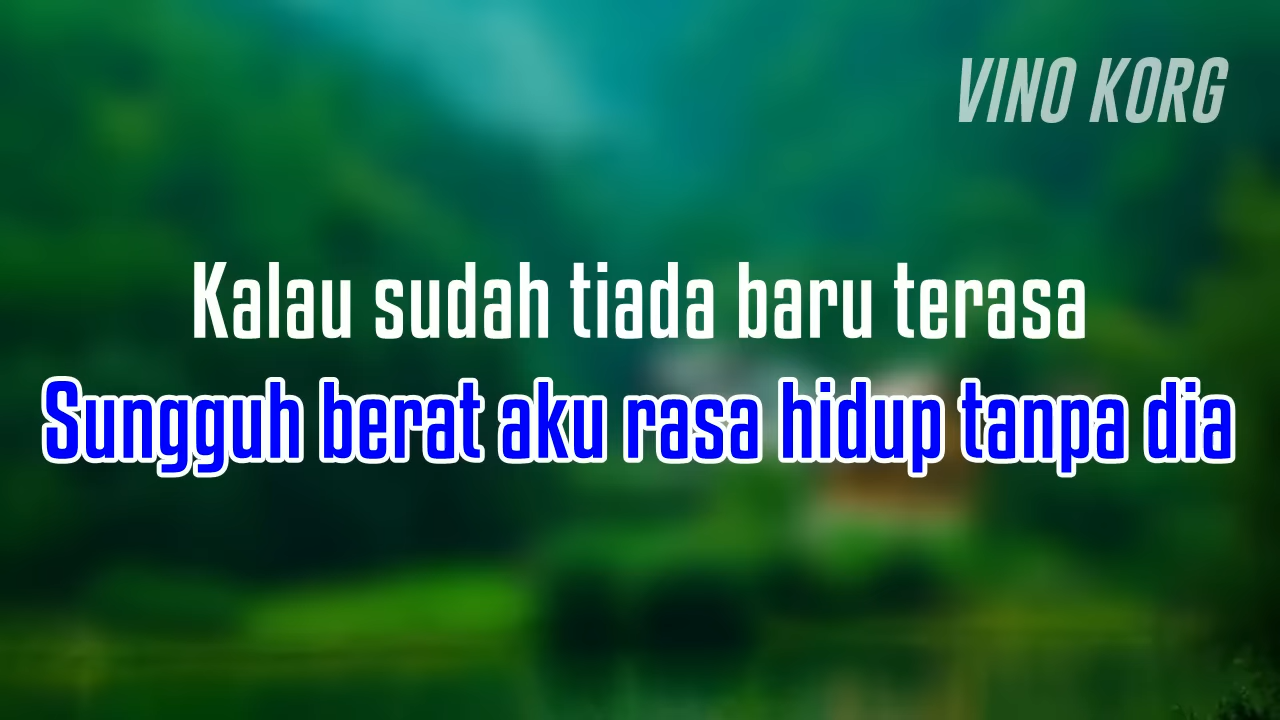 VINO KORG
Kalau sudah tiada baru terasa
Sungguh berat aku rasa hidup tanpa dia